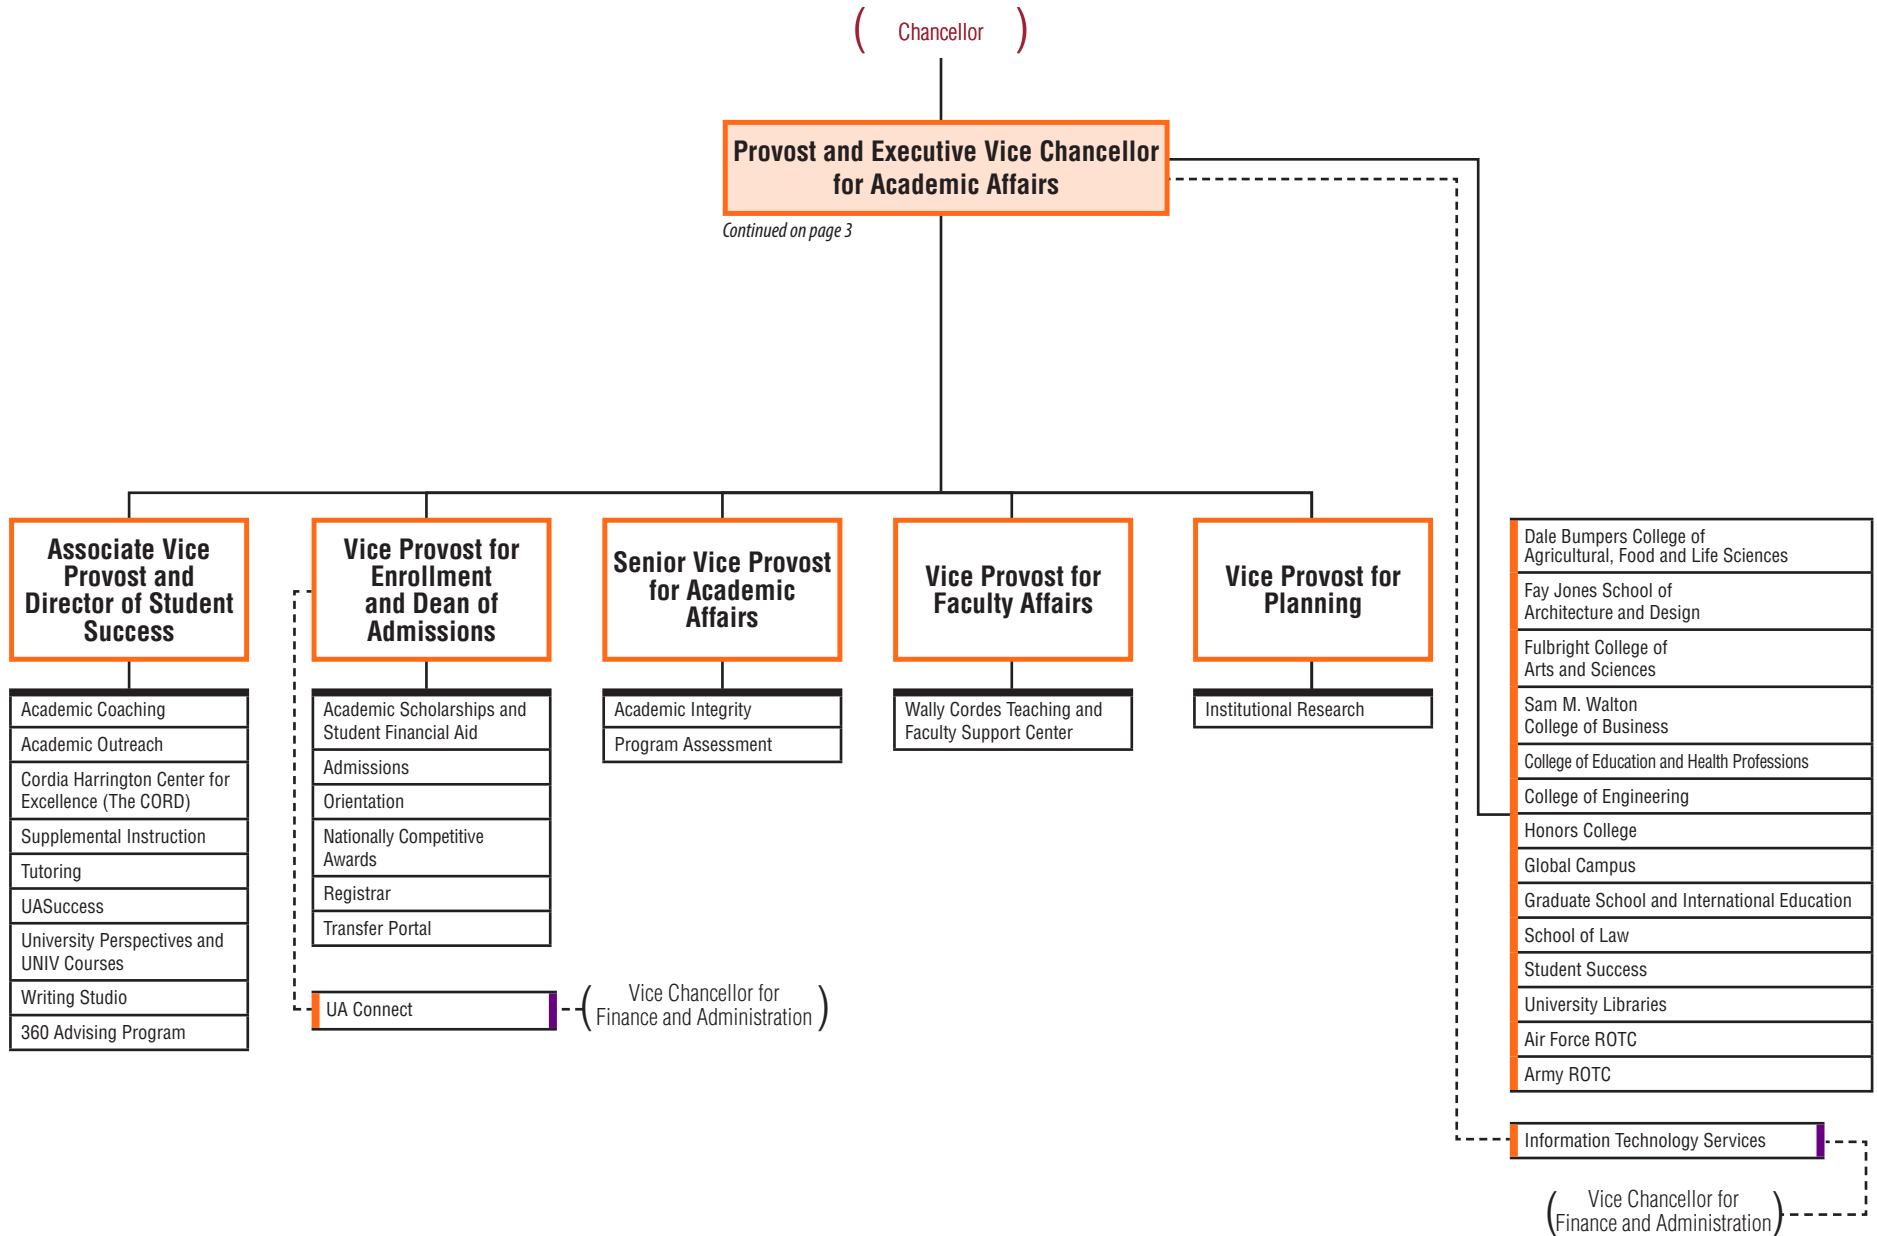 ( Chancellor )
Provost and Executive Vice Chancellor
for Academic Affairs
Continued on page 3
Associate Vice
Provost and
Director of Student
Success
Academic Coaching
Academic Outreach
Cordia Harrington Center for
Excellence (The CORD)
Supplemental Instruction
Tutoring
UASuccess
University Perspectives and
UNIV Courses
Writing Studio
360 Advising Program
Vice Provost for
Enrollment
and Dean of
Admissions
Academic Scholarships and
Student Financial Aid
Admissions
Orientation
Nationally Competitive
Awards
Registrar
Transfer Portal
UA Connect
( Vice Chancellor for
Finance and Administration )
Senior Vice Provost
for Academic
Affairs
Academic Integrity
Program Assessment
Vice Provost for
Faculty Affairs
Wally Cordes Teaching and
Faculty Support Center
Vice Provost for
Planning
Institutional Research
Dale Bumpers College of
Agricultural, Food and Life Sciences
Fay Jones School of
Architecture and Design
Fulbright College of
Arts and Sciences
Sam M. Walton
College of Business
College of Education and Health Professions
College of Engineering
Honors College
Global Campus
Graduate School and International Education
School of Law
Student Success
University Libraries
Air Force ROTC
Army ROTC
Information Technology Services
( Vice Chancellor for
Finance and Administration )